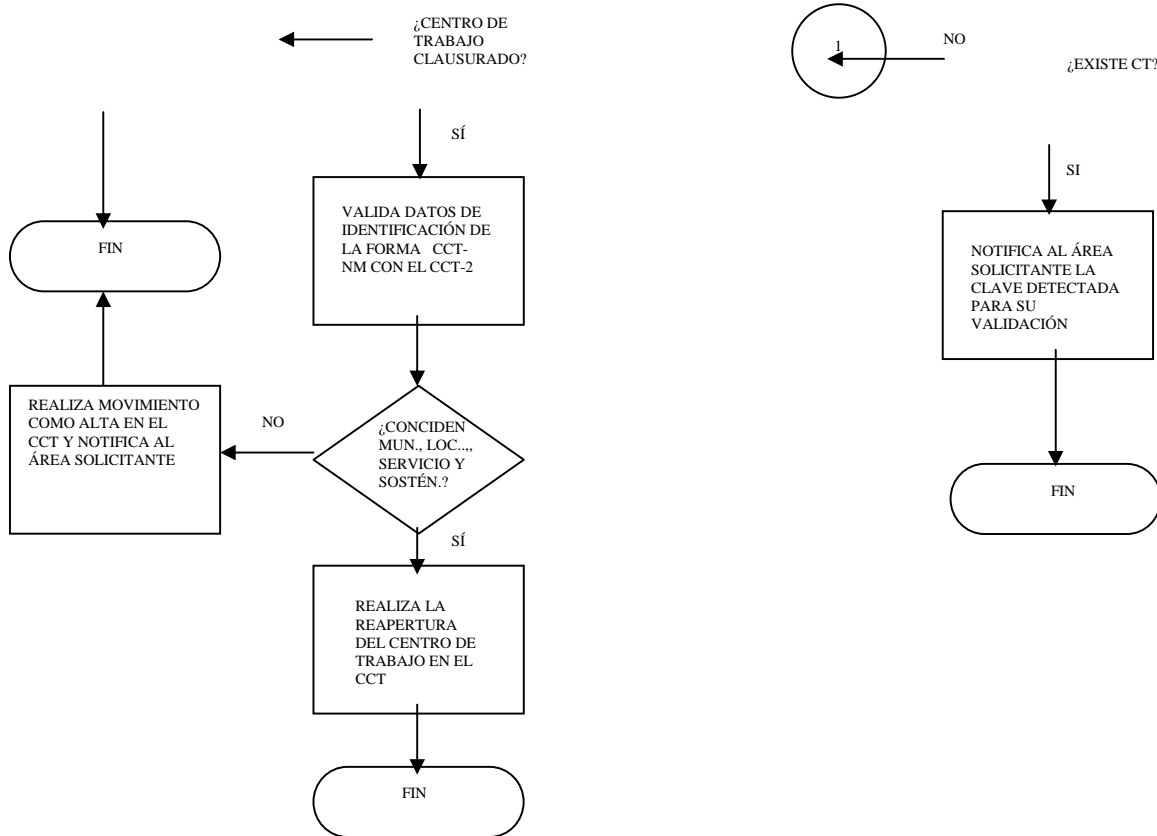 ¿CENTRO DE
TRABAJO
CLAUSURADO?
SÍ
VALIDA DATOS DE
IDENTIFICACIÓN DE
LA FORMA CCT-
NM CON EL CCT-2
FIN
REALIZA MOVIMIENTO
COMO ALTA EN EL
CCT Y NOTIFICA AL
ÁREA SOLICITANTE
NO
¿CONCIDEN
MUN., LOC..,,
SERVICIO Y
SOSTÉN.?
SÍ
REALIZA LA
REAPERTURA
DEL CENTRO DE
TRABAJO EN EL
CCT
FIN
1
NO
¿EXISTE CT?
SI
NOTIFICA AL ÁREA
SOLICITANTE LA
CLAVE DETECTADA
PARA SU
VALIDACIÓN
FIN